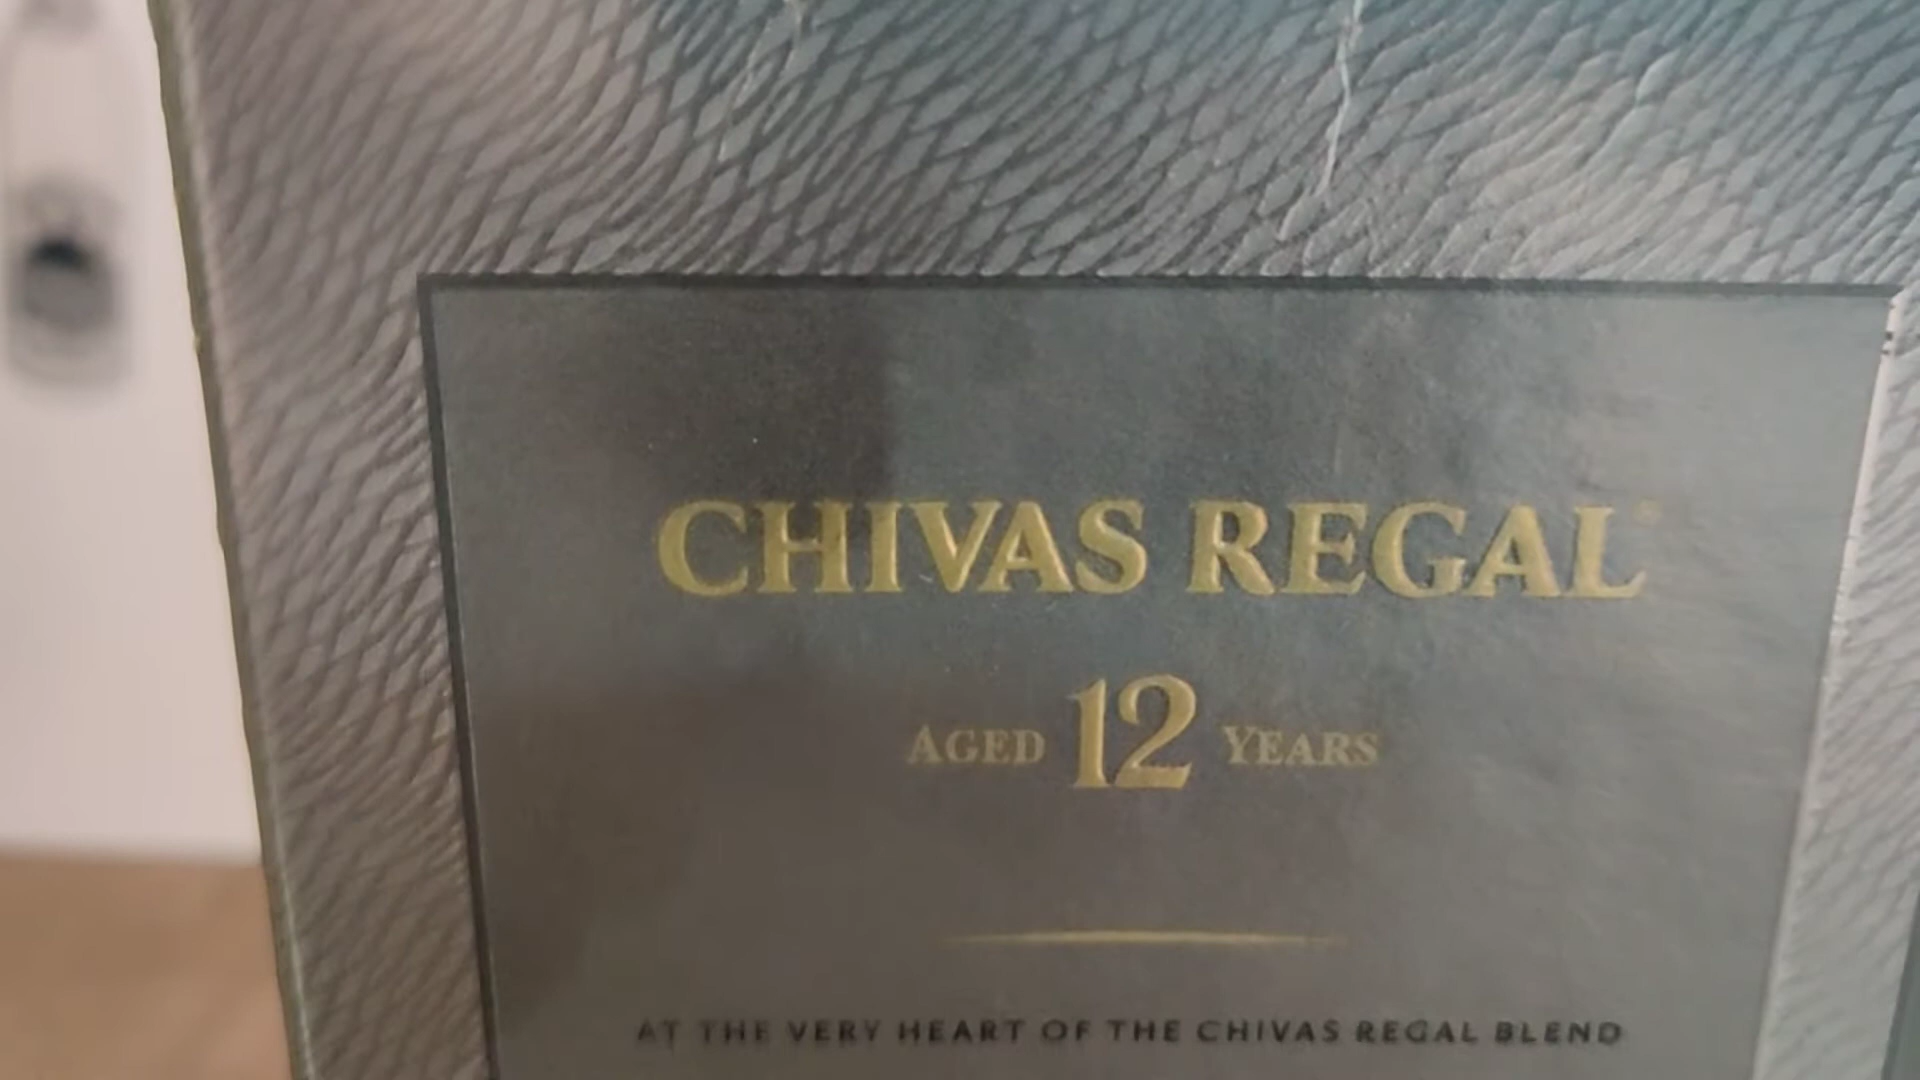 CHIVAS REGAL
AGED 12 YEARS
AT THE VERY HEART OF THE CHIVAS REGAL BLEND